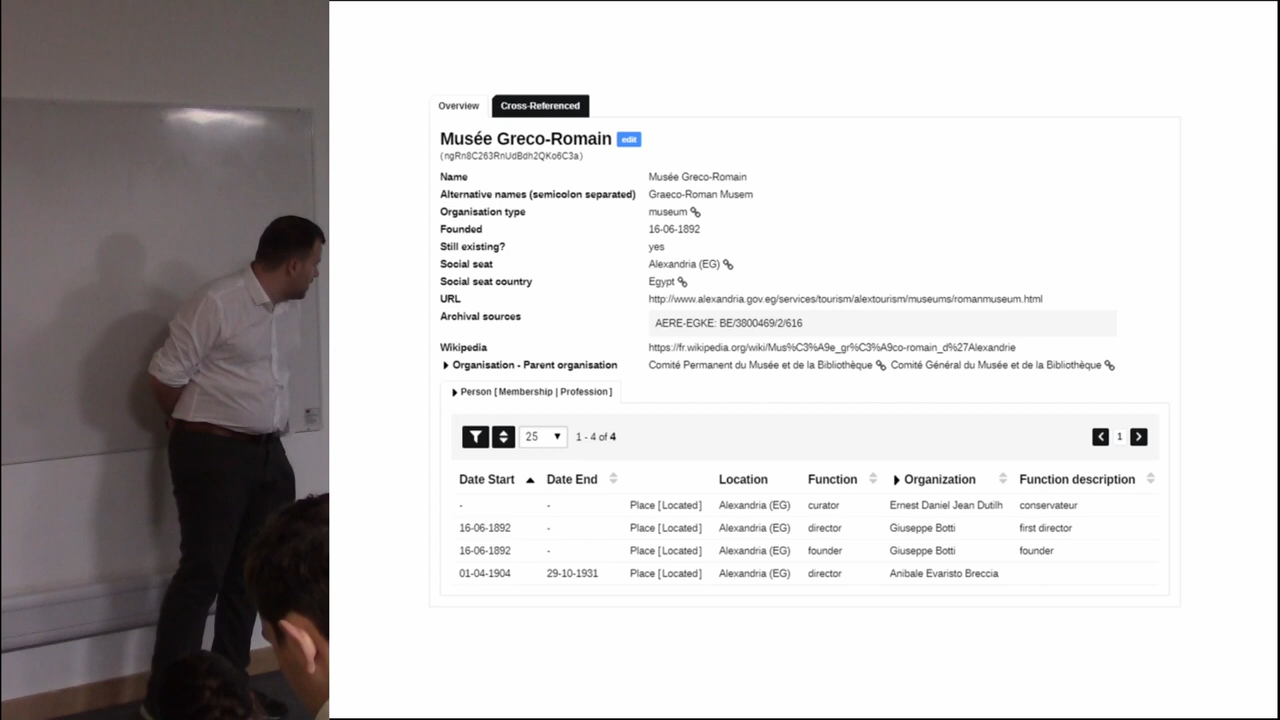 Overview Cross-Referenced
Musée Greco-Romain edit
(ngRn8C263RnUdBdh2QKo6C3a)
Name Musée Greco-Romain
Alternative names (semicolon separated) Graeco-Roman Musem
Organisation type museum
Founded 16-06-1892
Still existing? yes
Social seat Alexandria (EG)
Social seat country Egypt
URL http://www.alexandria.gov.eg/services/tourism/alextourism/museums/romanmuseum.html
Archival sources AERE-EGKE: BE/3800469/2/616
Wikipedia https://fr.wikipedia.org/wiki/Mus%C3%A9e_gr%C3%A9co-romain_d%27Alexandrie
Organisation - Parent organisation Comité Permanent du Musée et de la Bibliothèque Comité Général du Musée et de la Bibliothèque
Person [Membership | Profession]
25 1 - 4 of 4 1
Date Start Date End Location Function Organization Function description
- - Place [Located] Alexandria (EG) curator Ernest Daniel Jean Dutilh conservateur
16-06-1892 - Place [Located] Alexandria (EG) director Giuseppe Botti first director
16-06-1892 - Place [Located] Alexandria (EG) founder Giuseppe Botti founder
01-04-1904 29-10-1931 Place [Located] Alexandria (EG) director Anibale Evaristo Breccia